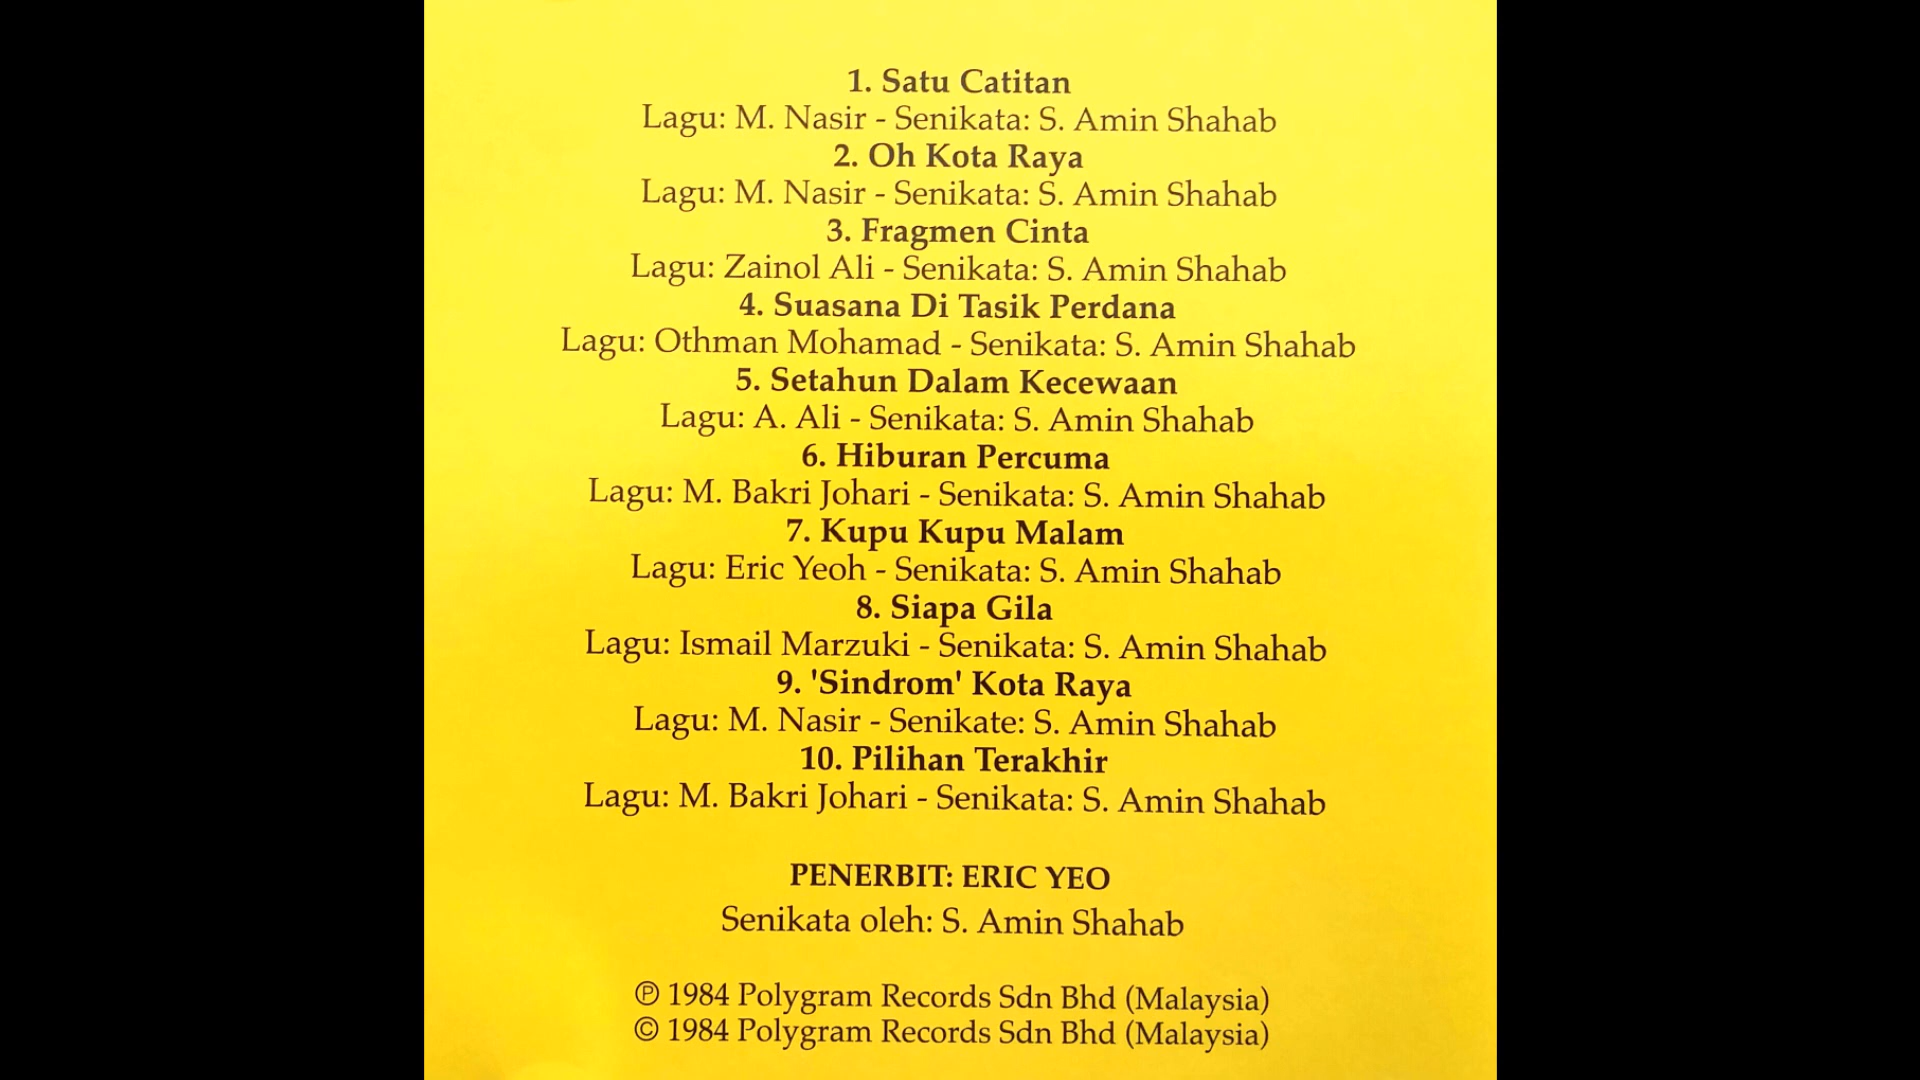 1. Satu Catitan
Lagu: M. Nasir - Senikata: S. Amin Shahab
2. Oh Kota Raya
Lagu: M. Nasir - Senikata: S. Amin Shahab
3. Fragmen Cinta
Lagu: Zainol Ali - Senikata: S. Amin Shahab
4. Suasana Di Tasik Perdana
Lagu: Othman Mohamad - Senikata: S. Amin Shahab
5. Setahun Dalam Kecewaan
Lagu: A. Ali - Senikata: S. Amin Shahab
6. Hiburan Percuma
Lagu: M. Bakri Johari - Senikata: S. Amin Shahab
7. Kupu Kupu Malam
Lagu: Eric Yeoh - Senikata: S. Amin Shahab
8. Siapa Gila
Lagu: Ismail Marzuki - Senikata: S. Amin Shahab
9. 'Sindrom' Kota Raya
Lagu: M. Nasir - Senikate: S. Amin Shahab
10. Pilihan Terakhir
Lagu: M. Bakri Johari - Senikata: S. Amin Shahab
PENERBIT: ERIC YEO
Senikata oleh: S. Amin Shahab
℗ 1984 Polygram Records Sdn Bhd (Malaysia)
© 1984 Polygram Records Sdn Bhd (Malaysia)